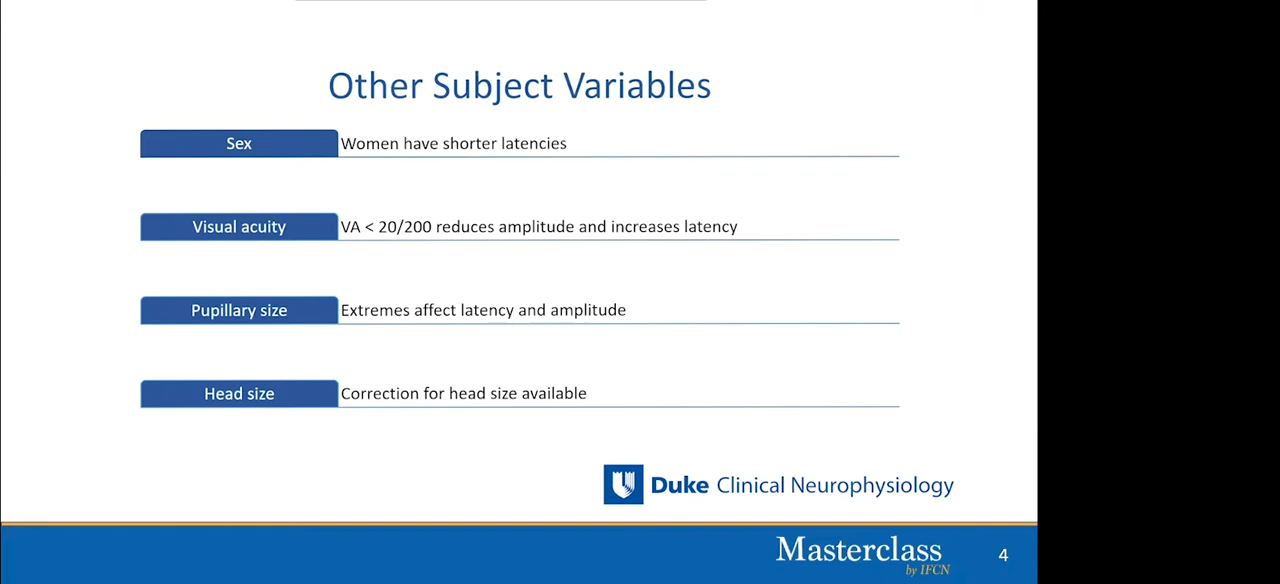 Other Subject Variables
Sex
Women have shorter latencies
Visual acuity
VA < 20/200 reduces amplitude and increases latency
Pupillary size
Extremes affect latency and amplitude
Head size
Correction for head size available
Duke Clinical Neurophysiology
Masterclass
by IFCN
4